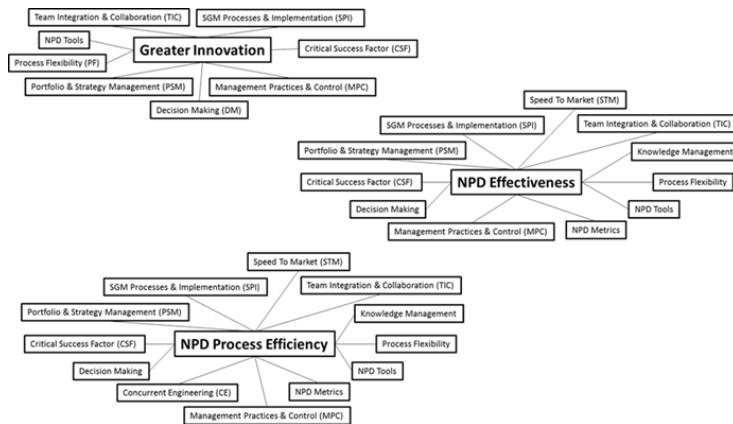 Team Integration & Collaboration (TIC)
SGM Processes & Implementation (SPI)
NPD Tools
Greater Innovation
Critical Success Factor (CSF)
Process Flexibility (PF)
Portfolio & Strategy Management (PSM)
Management Practices & Control (MPC)
Decision Making (DM)
Speed To Market (STM)
SGM Processes & Implementation (SPI)
Team Integration & Collaboration (TIC)
Portfolio & Strategy Management (PSM)
Knowledge Management
Critical Success Factor (CSF)
NPD Effectiveness
Process Flexibility
Decision Making
NPD Tools
Management Practices & Control (MPC)
NPD Metrics
Speed To Market (STM)
SGM Processes & Implementation (SPI)
Team Integration & Collaboration (TIC)
Portfolio & Strategy Management (PSM)
Knowledge Management
Critical Success Factor (CSF)
NPD Process Efficiency
Process Flexibility
Decision Making
NPD Tools
Concurrent Engineering (CE)
NPD Metrics
Management Practices & Control (MPC)